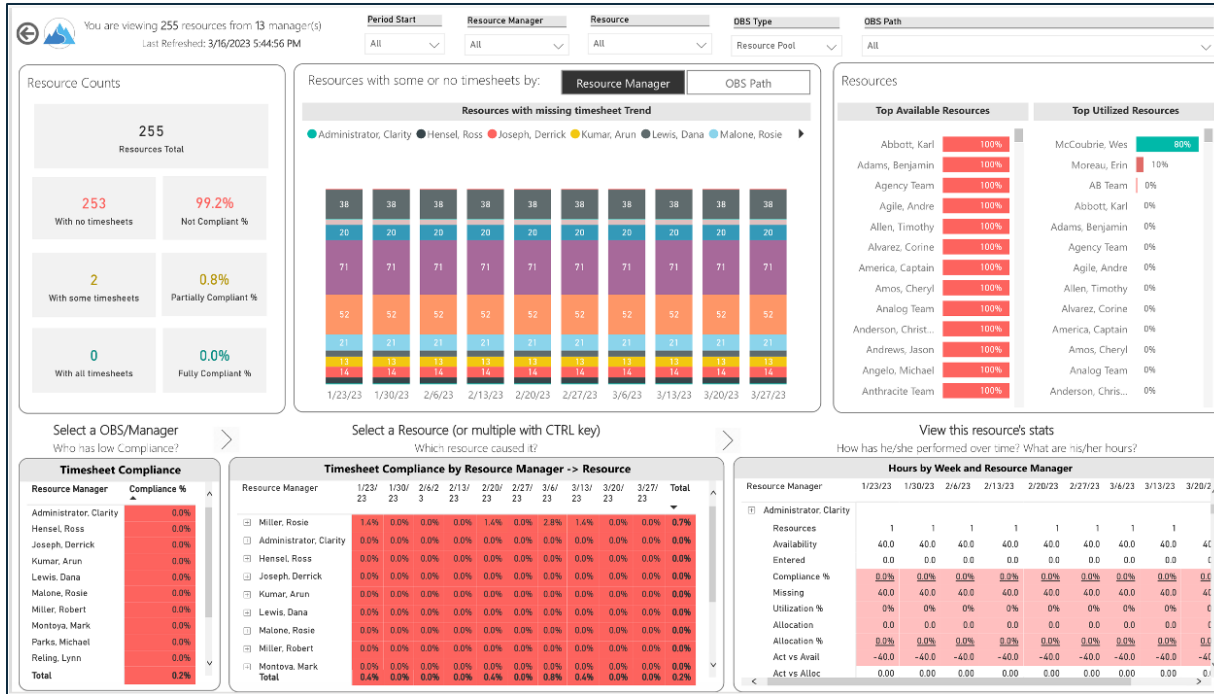 You are viewing 255 resources from 13 manager(s)
Last Refreshed: 3/16/2023 5:44:56 PM
Period Start
All
Resource Manager
All
Resource
All
OBS Type
Resource Pool
OBS Path
All
Resource Counts
255
Resources Total
253
With no timesheets
99.2%
Not Compliant %
2
With some timesheets
0.8%
Partially Compliant %
0
With all timesheets
0.0%
Fully Compliant %
Resources with some or no timesheets by:
Resource Manager
OBS Path
Resources with missing timesheet Trend
Administrator, Clarity Hensel, Ross Joseph, Derrick Kumar, Arun Lewis, Dana Malone, Rosie
38 38 38 38 38 38 38 38 38
20 20 20 20 20 20 20 20 20
71 71 71 71 71 71 71 71 71
52 52 52 52 52 52 52 52 52
21 21 21 21 21 21 21 21 21
13 13 13 13 13 13 13 13 13
14 14 14 14 14 14 14 14 14
1/23/23 1/30/23 2/6/23 2/13/23 2/20/23 2/27/23 3/6/23 3/13/23 3/20/23 3/27/23
Resources
Top Available Resources
Abbott, Karl 100%
Adams, Benjamin 100%
Agency Team 100%
Agile, Andre 100%
Allen, Timothy 100%
Alvarez, Corine 100%
America, Captain 100%
Amos, Cheryl 100%
Analog Team 100%
Anderson, Christ... 100%
Andrews, Jason 100%
Angelo, Michael 100%
Anthracite Team 100%
Top Utilized Resources
McCoubrie, Wes 80%
Moreau, Erin 10%
AB Team 0%
Abbott, Karl 0%
Adams, Benjamin 0%
Agency Team 0%
Agile, Andre 0%
Allen, Timothy 0%
Alvarez, Corine 0%
America, Captain 0%
Amos, Cheryl 0%
Analog Team 0%
Anderson, Chris... 0%
Select a OBS/Manager
Who has low Compliance?
Select a Resource (or multiple with CTRL key)
Which resource caused it?
View this resource's stats
How has he/she performed over time? What are his/her hours?
Timesheet Compliance
Resource Manager Compliance %
Administrator, Clarity 0.0%
Hensel, Ross 0.0%
Joseph, Derrick 0.0%
Kumar, Arun 0.0%
Lewis, Dana 0.0%
Malone, Rosie 0.0%
Miller, Robert 0.0%
Montoya, Mark 0.0%
Parks, Michael 0.0%
Reling, Lynn 0.0%
Total 0.2%
Timesheet Compliance by Resource Manager -> Resource
Resource Manager 1/23/ 1/30/ 2/6/2 2/13/ 2/20/ 2/27/ 3/6/ 3/13/ 3/20/ 3/27/ Total
23 23 3 23 23 23 23 23 23 23
Miller, Rosie 1.4% 0.0% 0.0% 0.0% 1.4% 0.0% 2.8% 1.4% 0.0% 0.0% 0.7%
Administrator, Clarity 0.0% 0.0% 0.0% 0.0% 0.0% 0.0% 0.0% 0.0% 0.0% 0.0% 0.0%
Hensel, Ross 0.0% 0.0% 0.0% 0.0% 0.0% 0.0% 0.0% 0.0% 0.0% 0.0% 0.0%
Joseph, Derrick 0.0% 0.0% 0.0% 0.0% 0.0% 0.0% 0.0% 0.0% 0.0% 0.0% 0.0%
Kumar, Arun 0.0% 0.0% 0.0% 0.0% 0.0% 0.0% 0.0% 0.0% 0.0% 0.0% 0.0%
Lewis, Dana 0.0% 0.0% 0.0% 0.0% 0.0% 0.0% 0.0% 0.0% 0.0% 0.0% 0.0%
Malone, Rosie 0.0% 0.0% 0.0% 0.0% 0.0% 0.0% 0.0% 0.0% 0.0% 0.0% 0.0%
Miller, Robert 0.0% 0.0% 0.0% 0.0% 0.0% 0.0% 0.0% 0.0% 0.0% 0.0% 0.0%
Montoya, Mark 0.0% 0.0% 0.0% 0.0% 0.0% 0.0% 0.0% 0.0% 0.0% 0.0% 0.0%
Total 0.4% 0.0% 0.0% 0.0% 0.4% 0.0% 0.8% 0.4% 0.0% 0.0% 0.2%
Hours by Week and Resource Manager
Resource Manager 1/23/23 1/30/23 2/6/23 2/13/23 2/20/23 2/27/23 3/6/23 3/13/23 3/20/2
Administrator, Clarity
Resources 1 1 1 1 1 1 1 1
Availability 40.0 40.0 40.0 40.0 40.0 40.0 40.0 40.0
Entered 0.0 0.0 0.0 0.0 0.0 0.0 0.0 0.0
Compliance % 0.0% 0.0% 0.0% 0.0% 0.0% 0.0% 0.0% 0.0%
Missing 40.0 40.0 40.0 40.0 40.0 40.0 40.0 40.0
Utilization % 0% 0% 0% 0% 0% 0% 0% 0%
Allocation 0.0 0.0 0.0 0.0 0.0 0.0 0.0 0.0
Allocation % 0.0% 0.0% 0.0% 0.0% 0.0% 0.0% 0.0% 0.0%
Act vs Avail -40.0 -40.0 -40.0 -40.0 -40.0 -40.0 -40.0 -40.0
Act vs Alloc 0.00 0.00 0.00 0.00 0.00 0.00 0.00 0.00